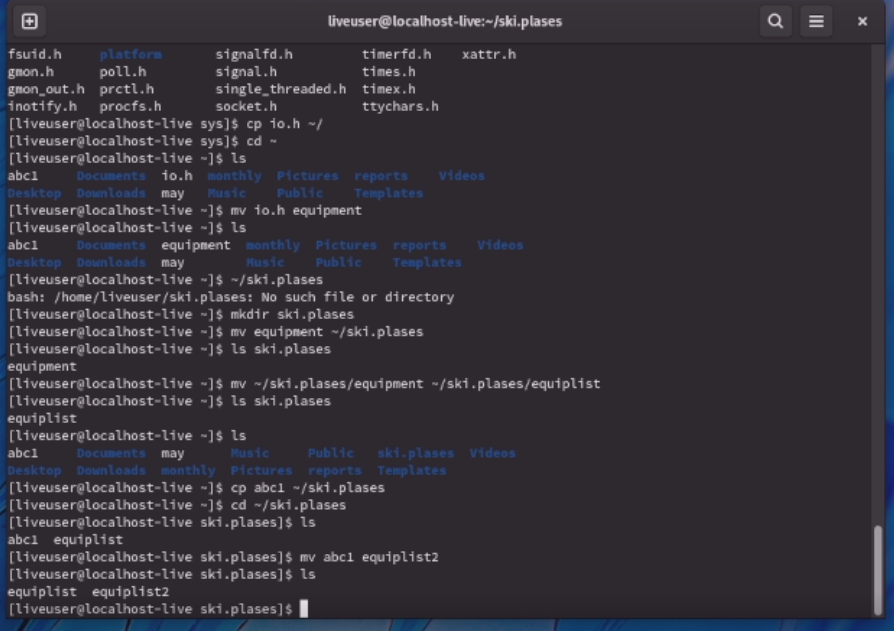 liveuser@localhost-live:~/ski.plases
fsuid.h platform signalfd.h timerfd.h xattr.h
gmon.h poll.h signal.h times.h
gmon_out.h prctl.h single_threaded.h timex.h
inotify.h procfs.h socket.h ttychars.h
[liveuser@localhost-live sys]$ cp io.h ~/
[liveuser@localhost-live sys]$ cd ~
[liveuser@localhost-live ~]$ ls
abc1 Documents io.h monthly Pictures reports Videos
Desktop Downloads may Music Public Templates
[liveuser@localhost-live ~]$ mv io.h equipment
[liveuser@localhost-live ~]$ ls
abc1 Documents equipment monthly Pictures reports Videos
Desktop Downloads may Music Public Templates
[liveuser@localhost-live ~]$ ~/ski.plases
bash: /home/liveuser/ski.plases: No such file or directory
[liveuser@localhost-live ~]$ mkdir ski.plases
[liveuser@localhost-live ~]$ mv equipment ~/ski.plases
[liveuser@localhost-live ~]$ ls ski.plases
equipment
[liveuser@localhost-live ~]$ mv ~/ski.plases/equipment ~/ski.plases/equiplist
[liveuser@localhost-live ~]$ ls ski.plases
equiplist
[liveuser@localhost-live ~]$ ls
abc1 Documents may Music Public ski.plases Videos
Desktop Downloads monthly Pictures reports Templates
[liveuser@localhost-live ~]$ cp abc1 ~/ski.plases
[liveuser@localhost-live ~]$ cd ~/ski.plases
[liveuser@localhost-live ski.plases]$ ls
abc1 equiplist
[liveuser@localhost-live ski.plases]$ mv abc1 equiplist2
[liveuser@localhost-live ski.plases]$ ls
equiplist equiplist2
[liveuser@localhost-live ski.plases]$